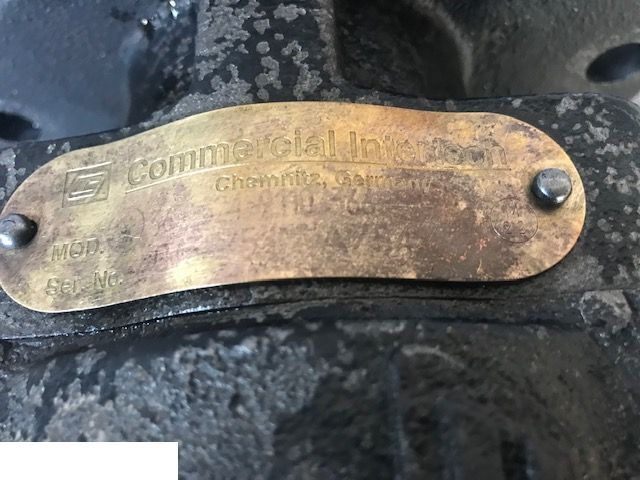 Commercial Intertech
Chemnitz, Germany
MOD.
Ser. No.